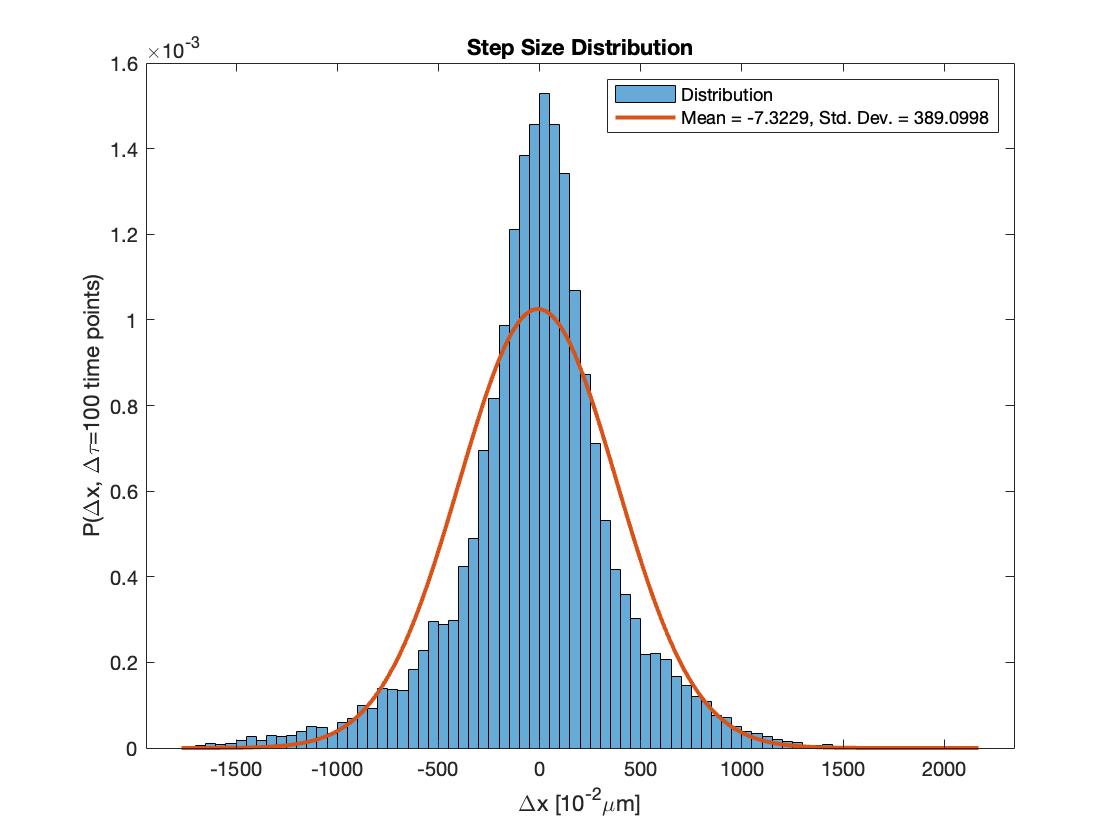 Step Size Distribution
×10-3
1.6
1.4
1.2
1
0.8
0.6
0.4
0.2
0
P(Δx, Δτ=100 time points)
Distribution
Mean = -7.3229, Std. Dev. = 389.0998
-1500 -1000 -500 0 500 1000 1500 2000
Δx [10-2μm]